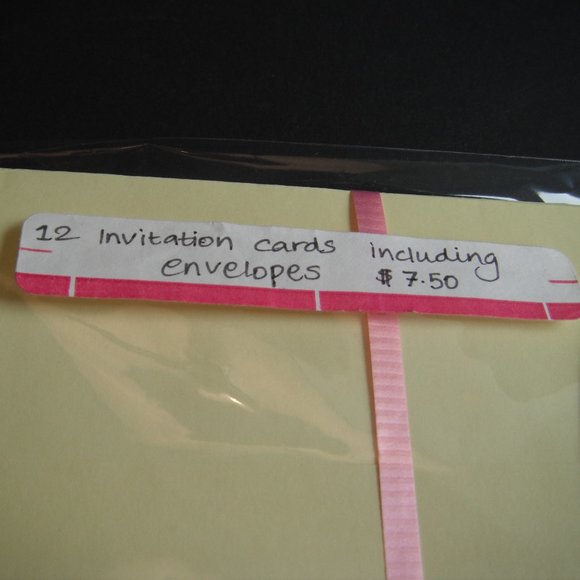 12 Invitation cards including
envelopes $7.50